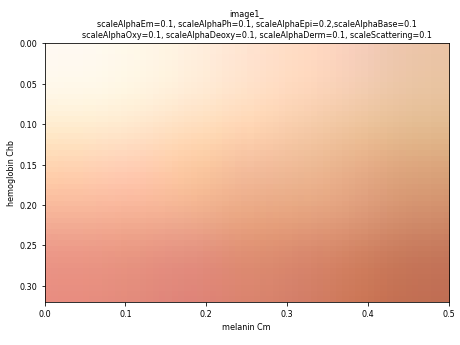 image1_
scaleAlphaEm=0.1, scaleAlphaPh=0.1, scaleAlphaEpi=0.2,scaleAlphaBase=0.1
scaleAlphaOxy=0.1, scaleAlphaDeoxy=0.1, scaleAlphaDerm=0.1, scaleScattering=0.1
hemoglobin Chb
0.00
0.05
0.10
0.15
0.20
0.25
0.30
0.0 0.1 0.2 0.3 0.4 0.5
melanin Cm